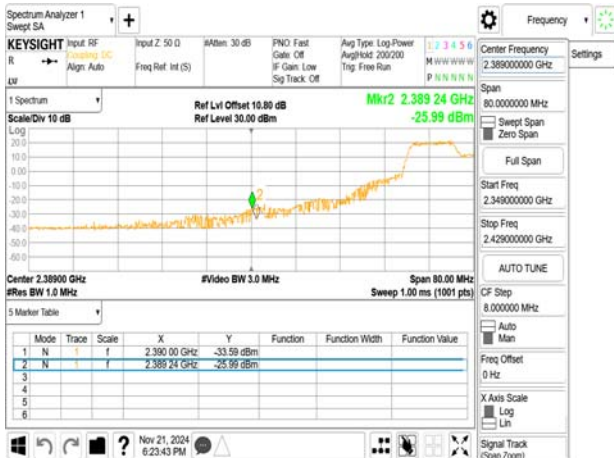 Spectrum Analyzer 1
Swept SA
Frequency
KEYSIGHT Input: RF Input Z: 50 Ω #Atten: 30 dB PNO: Fast Avg Type: Log-Power 1 2 3 4 5 6
R Coupling: DC Gate: Off Avg|Hold: 200/200 M W W W W W
Align: Auto Freq Ref: Int (S) IF Gain: Low Trig: Free Run
Sig Track: Off P N N N N N
LXI
1 Spectrum
Scale/Div 10 dB
Ref Lvl Offset 10.80 dB
Ref Level 30.00 dBm
Mkr2 2.389 24 GHz
-25.99 dBm
Log
20.0
10.0
0.00
-10.0
-20.0
-30.0
-40.0
-50.0
-60.0
2
Center 2.38900 GHz #Video BW 3.0 MHz Span 80.00 MHz
#Res BW 1.0 MHz Sweep 1.00 ms (1001 pts)
5 Marker Table
Mode Trace Scale X Y Function Function Width Function Value
1 N 1 f 2.390 00 GHz -33.59 dBm
2 N 1 f 2.389 24 GHz -25.99 dBm
3
4
5
6
Nov 21, 2024
6:23:43 PM
Center Frequency
2.389000000 GHz
Settings
Span
80.0000000 MHz
Swept Span
Zero Span
Full Span
Start Freq
2.349000000 GHz
Stop Freq
2.429000000 GHz
AUTO TUNE
CF Step
8.000000 MHz
Auto
Man
Freq Offset
0 Hz
X Axis Scale
Log
Lin
Signal Track
(Span Zoom)